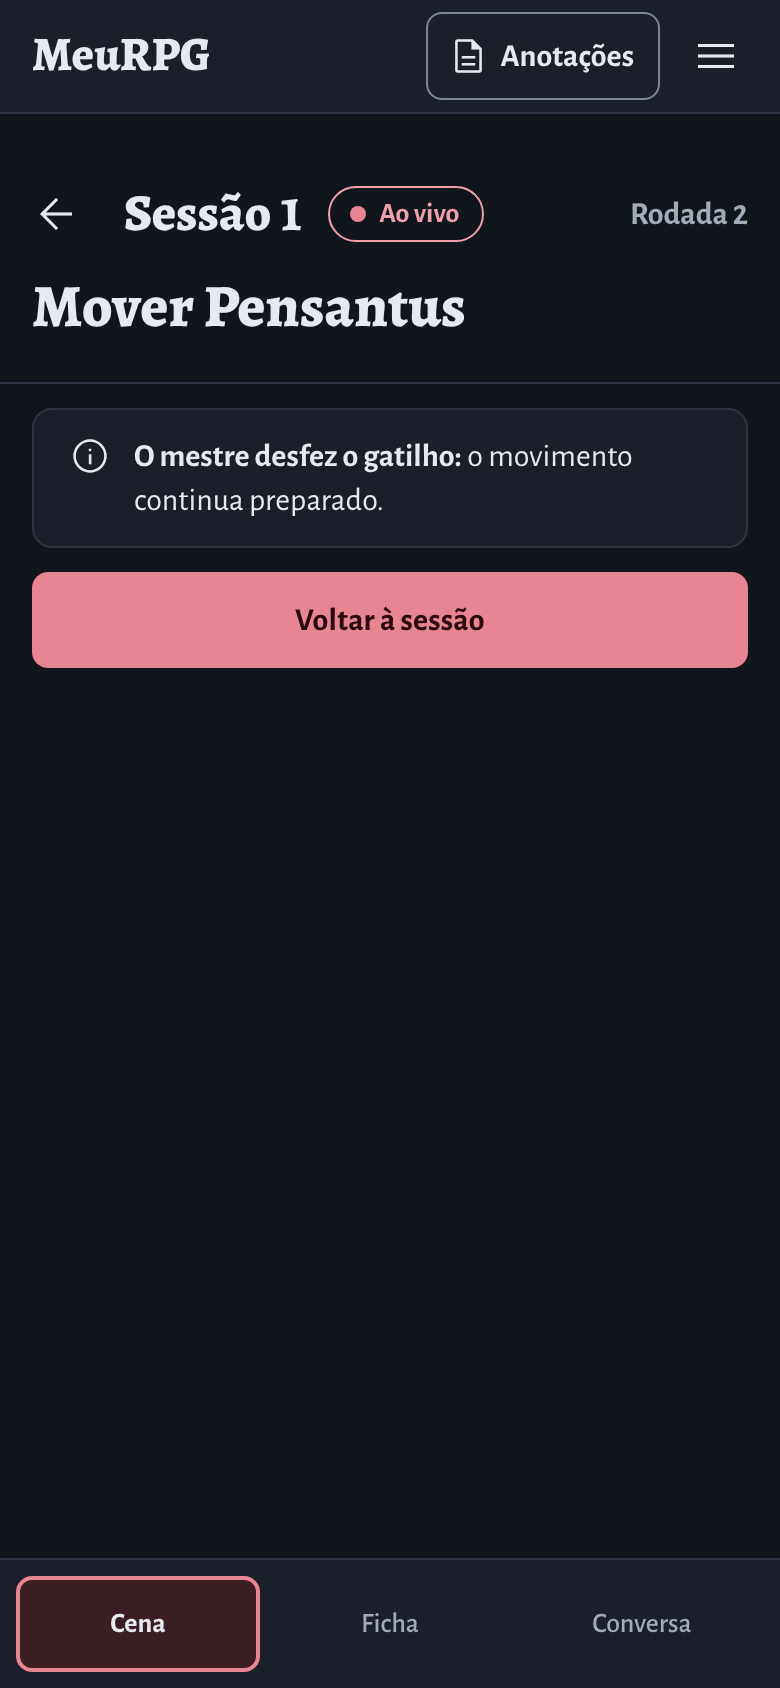 MeuRPG
Anotações
Sessão 1
Ao vivo
Rodada 2
Mover Pensantus
O mestre desfez o gatilho: o movimento
continua preparado.
Voltar à sessão
Cena
Ficha
Conversa